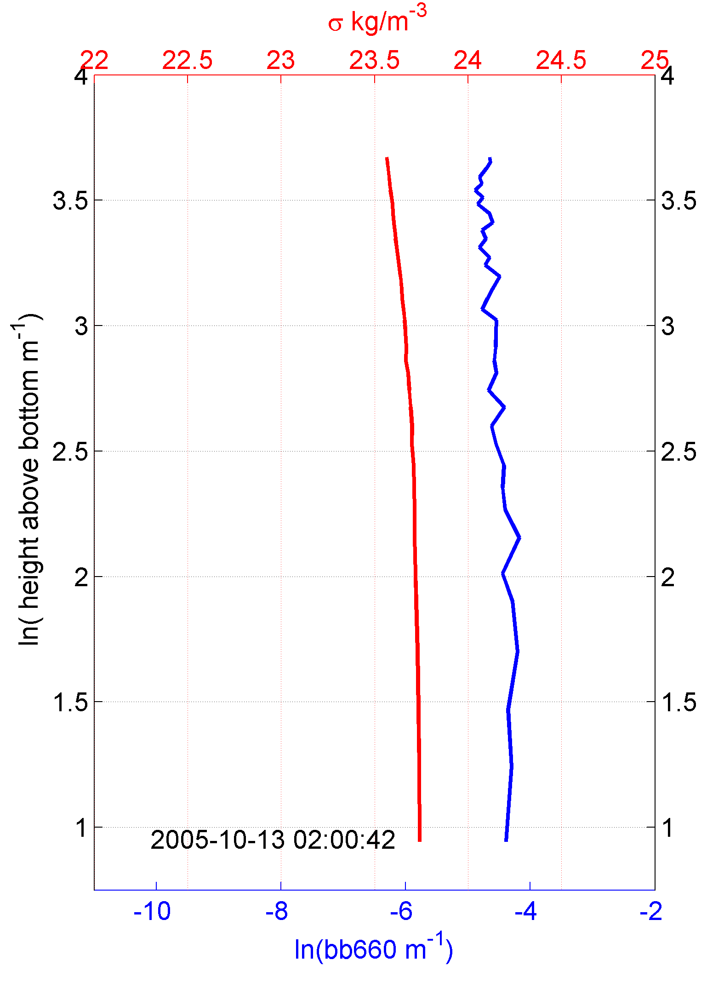 σ kg/m-3
22 22.5 23 23.5 24 24.5 25
4 4
3.5 3.5
3 3
2.5 2.5
2 2
1.5 1.5
1 1
ln( height above bottom m-1)
2005-10-13 02:00:42
-10 -8 -6 -4 -2
ln(bb660 m-1)